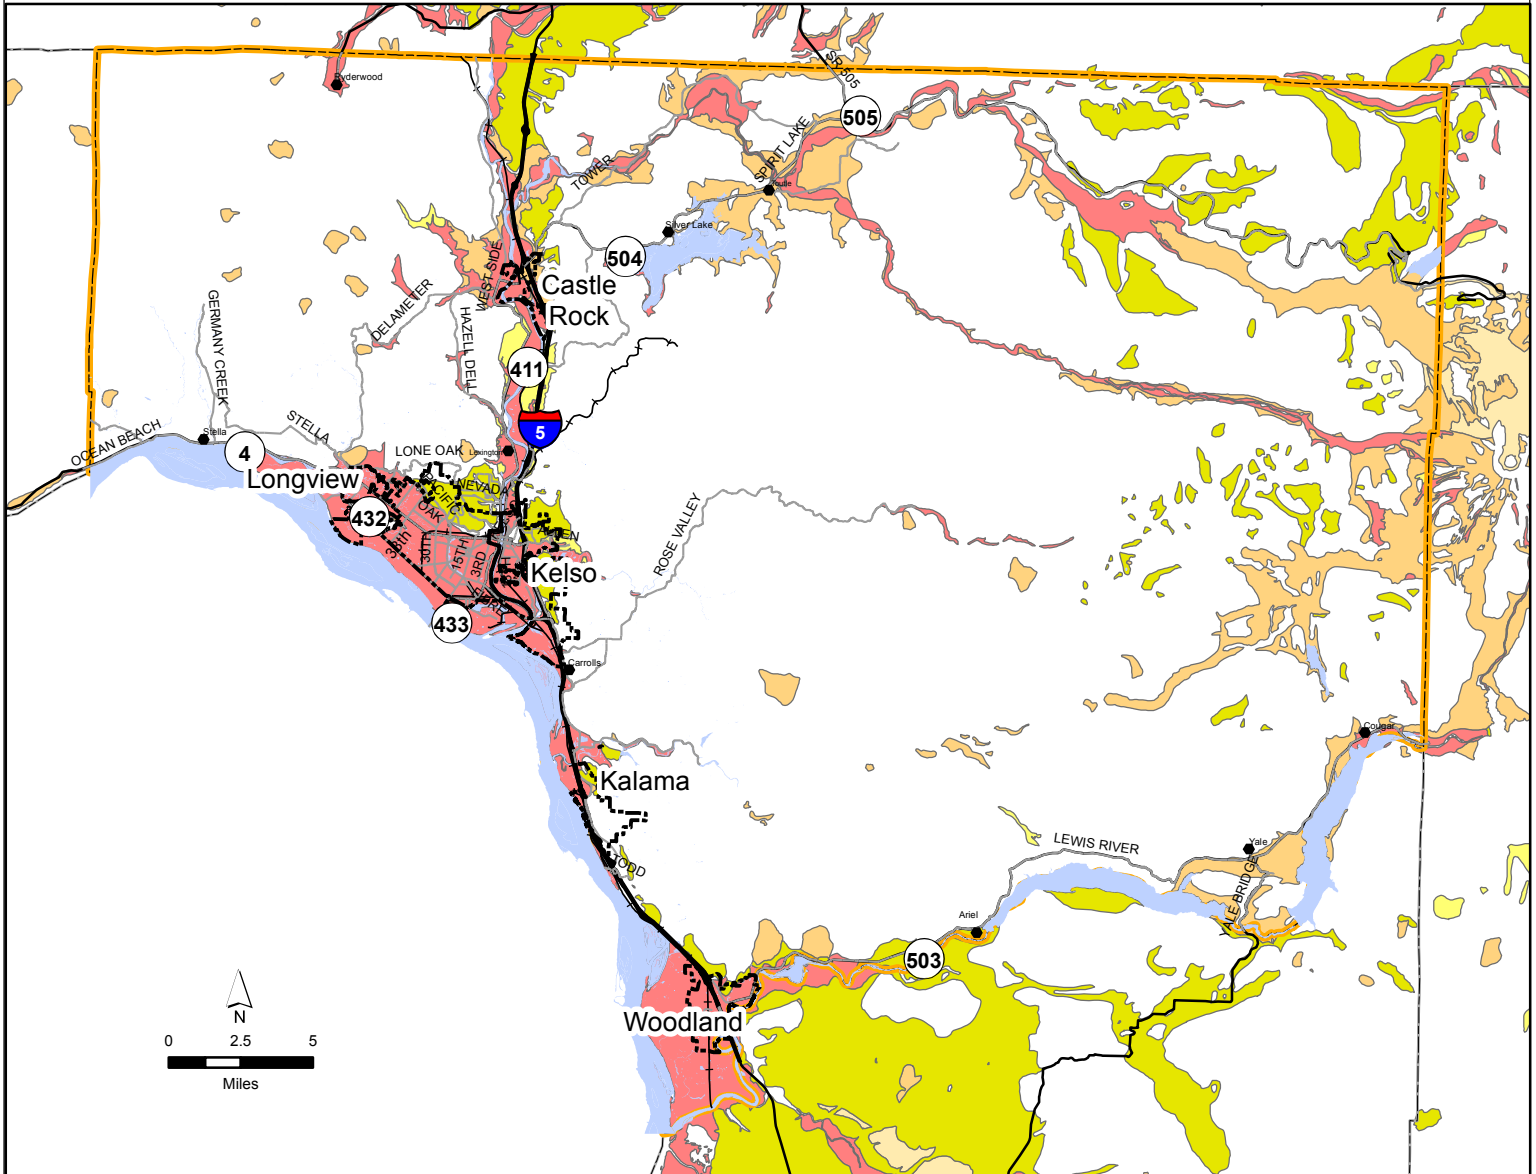 Ryderwood
SR 505
505
SPIRIT LAKE
TOWER
Toutle
Silver Lake
504
WEST SIDE
Castle
Rock
DELAMETER
GERMANY CREEK
HAZELL DELL
411
5
OCEAN BEACH
Stella
STELLA
4
LONE OAK
Lexington
Longview
PACIFIC
NEVADA
OAK
432
38th
30TH
15TH
3RD
ALLEN
Kelso
ROSE VALLEY
433
Carrolls
Cougar
Kalama
TODD
LEWIS RIVER
Yale
YALE BRIDGE
Ariel
503
Woodland
N
0 2.5 5
Miles